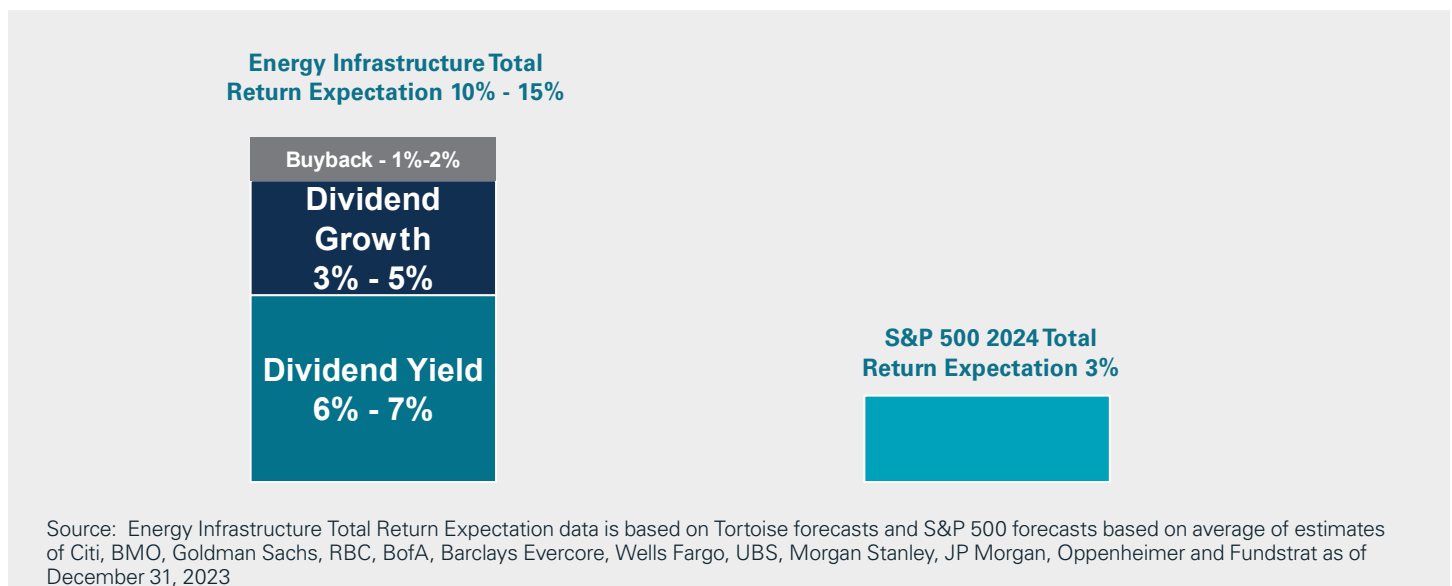 Energy Infrastructure Total
Return Expectation 10% - 15%
Buyback - 1%-2%
Dividend
Growth
3% - 5%
Dividend Yield
6% - 7%
S&P 500 2024 Total
Return Expectation 3%
Source: Energy Infrastructure Total Return Expectation data is based on Tortoise forecasts and S&P 500 forecasts based on average of estimates
of Citi, BMO, Goldman Sachs, RBC, BofA, Barclays Evercore, Wells Fargo, UBS, Morgan Stanley, JP Morgan, Oppenheimer and Fundstrat as of
December 31, 2023